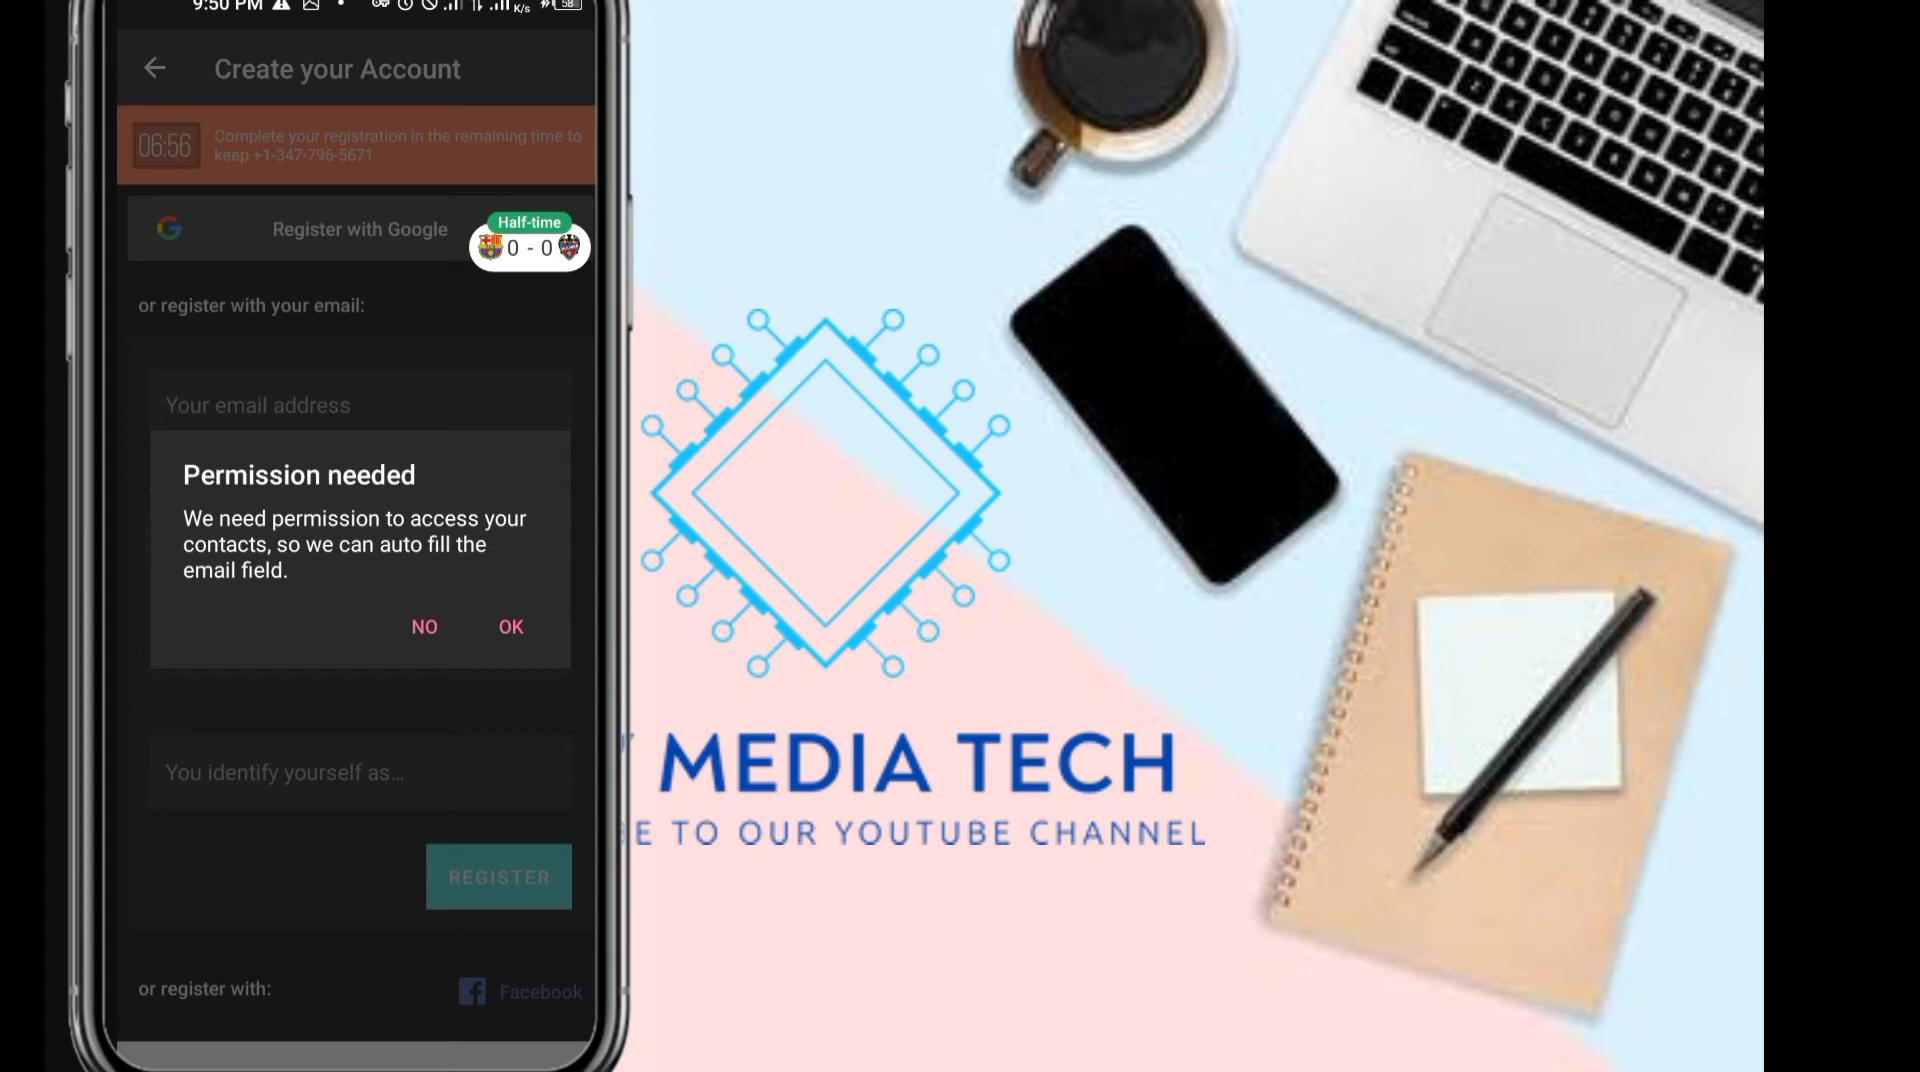 9:50 PM
K/s
58
Create your Account
06:56
Complete your registration in the remaining time to
keep +1-347-796-5671
Register with Google
Half-time
0 - 0
or register with your email:
Your email address
Permission needed
We need permission to access your
contacts, so we can auto fill the
email field.
NO OK
You identify yourself as...
REGISTER
or register with:
Facebook
MEDIA TECH
BE TO OUR YOUTUBE CHANNEL